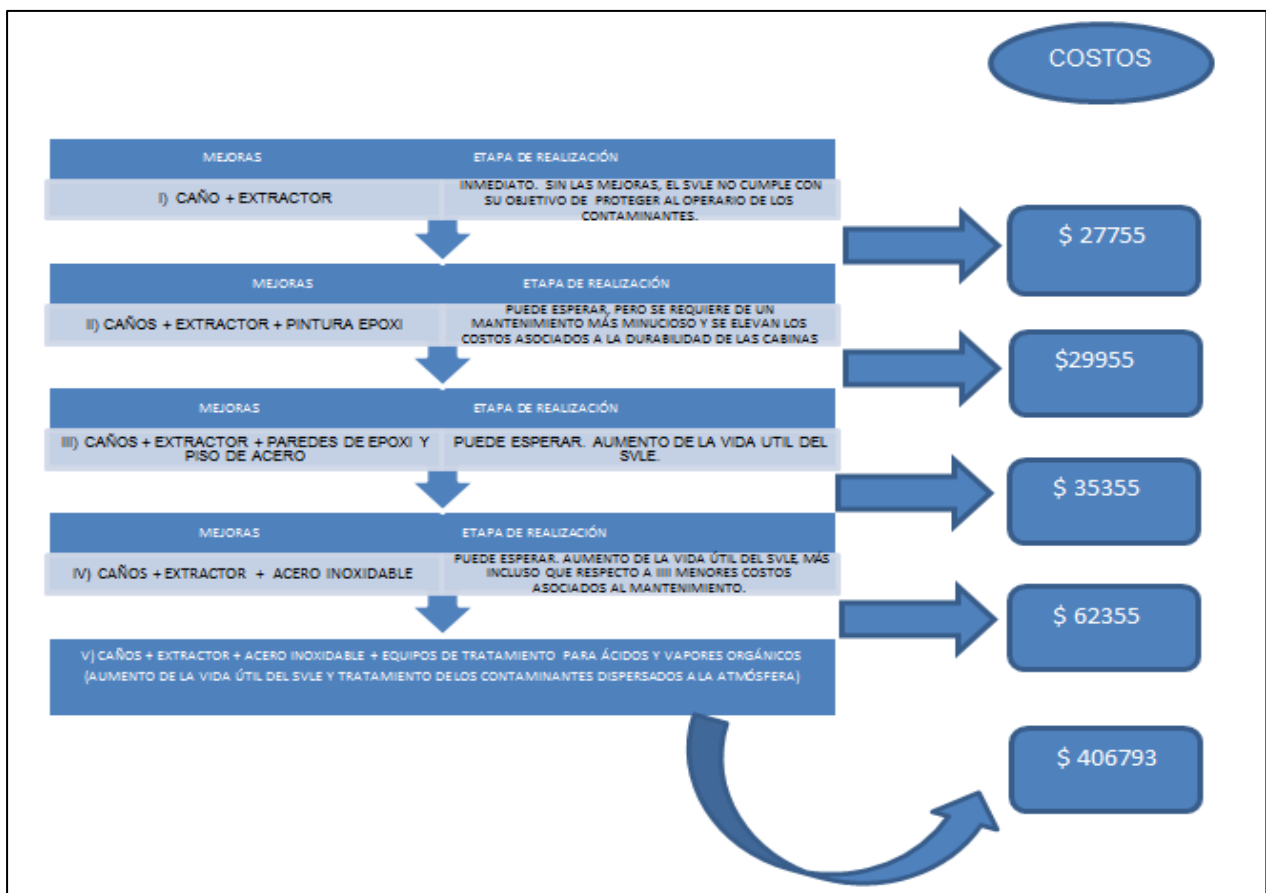 COSTOS
MEJORAS
ETAPA DE REALIZACIÓN
I) CAÑO + EXTRACTOR
INMEDIATO. SIN LAS MEJORAS, EL SVLE NO CUMPLE CON
SU OBJETIVO DE PROTEGER AL OPERARIO DE LOS
CONTAMINANTES.
$ 27755
MEJORAS
ETAPA DE REALIZACIÓN
II) CAÑOS + EXTRACTOR + PINTURA EPOXI
PUEDE ESPERAR, PERO SE REQUIERE DE UN
MANTENIMIENTO MÁS MINUCIOSO Y SE ELEVAN LOS
COSTOS ASOCIADOS A LA DURABILIDAD DE LAS CABINAS
$29955
MEJORAS
ETAPA DE REALIZACIÓN
III) CAÑOS + EXTRACTOR + PAREDES DE EPOXI Y
PISO DE ACERO
PUEDE ESPERAR. AUMENTO DE LA VIDA UTIL DEL
SVLE.
$ 35355
MEJORAS
ETAPA DE REALIZACIÓN
IV) CAÑOS + EXTRACTOR + ACERO INOXIDABLE
PUEDE ESPERAR. AUMENTO DE LA VIDA ÚTIL DEL SVLE, MÁS
INCLUSO QUE RESPECTO A IIII MENORES COSTOS
ASOCIADOS AL MANTENIMIENTO.
$ 62355
V) CAÑOS + EXTRACTOR + ACERO INOXIDABLE + EQUIPOS DE TRATAMIENTO PARA ÁCIDOS Y VAPORES ORGÁNICOS
(AUMENTO DE LA VIDA ÚTIL DEL SVLE Y TRATAMIENTO DE LOS CONTAMINANTES DISPERSADOS A LA ATMÓSFERA)
$ 406793